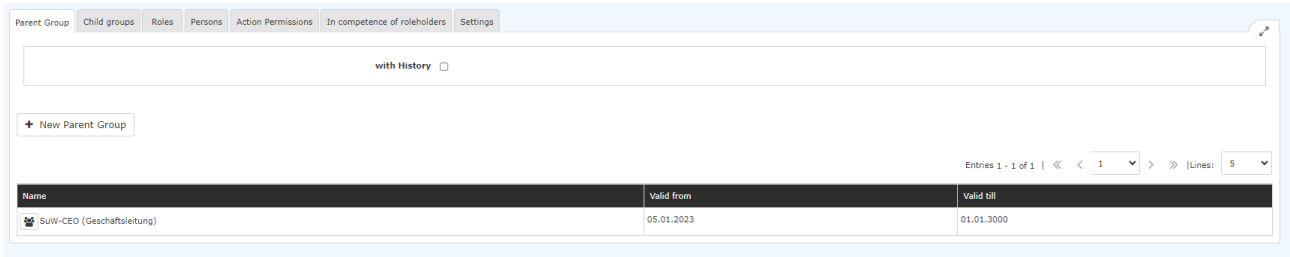 Parent Group Child groups Roles Persons Action Permissions In competence of roleholders Settings
with History
+ New Parent Group
Entries 1 - 1 of 1 | 1 |Lines: 5
Name Valid from Valid till
SuW-CEO (Geschäftsleitung) 05.01.2023 01.01.3000